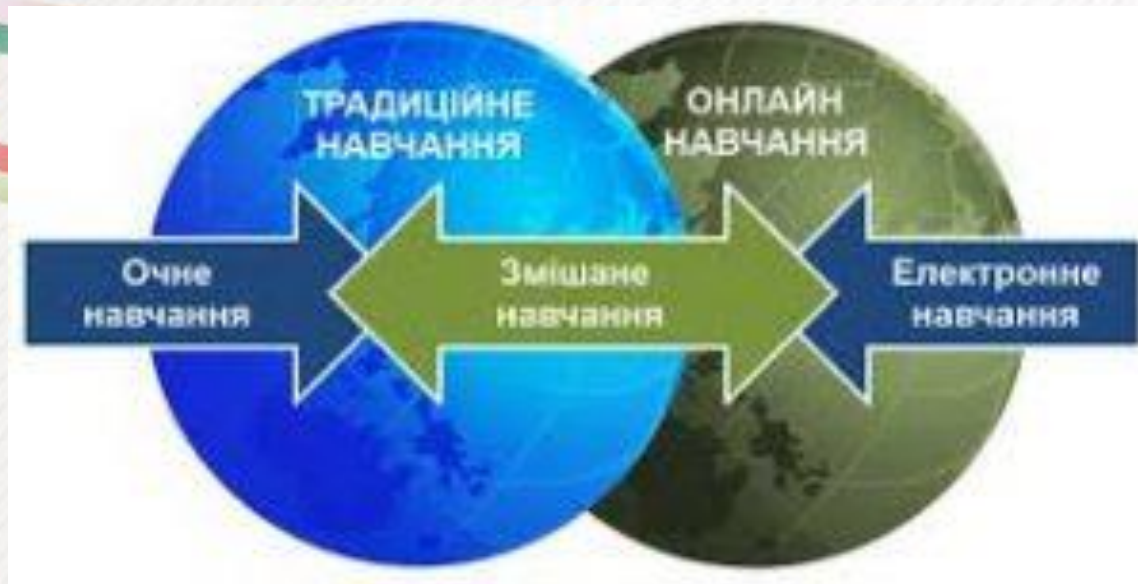 ТРАДИЦІЙНЕ
НАВЧАННЯ
ОНЛАЙН
НАВЧАННЯ
Очне
навчання
Змішане
навчання
Електронне
навчання